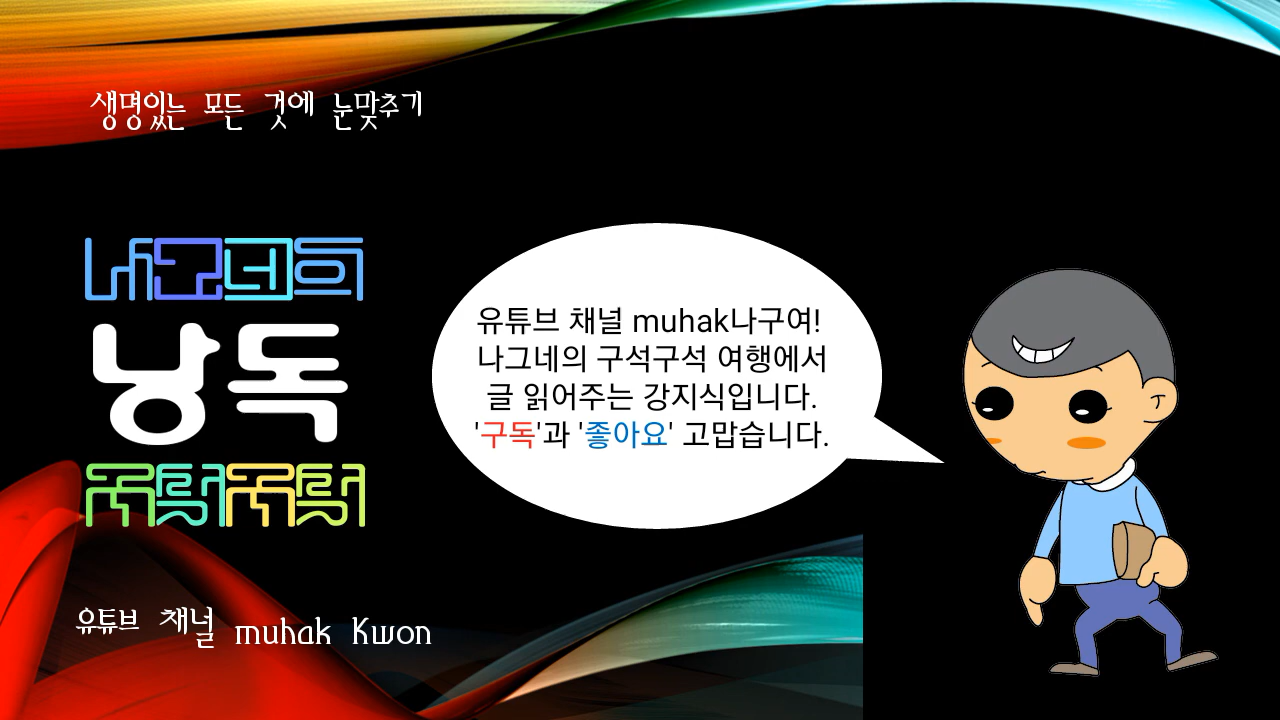 생명있는 모든 것에 눈맞추기
나그네의
낭독
구석구석
유튜브 채널 muhak나구여!
나그네의 구석구석 여행에서
글 읽어주는 강지식입니다.
'구독'과 '좋아요' 고맙습니다.
유튜브 채널 muhak Kwon